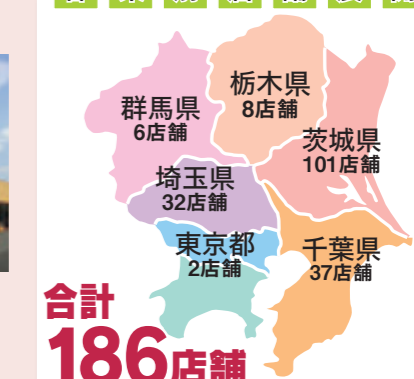 栃木県
8店舗
群馬県
6店舗
茨城県
101店舗
埼玉県
32店舗
東京都
2店舗
千葉県
37店舗
合計
186店舗